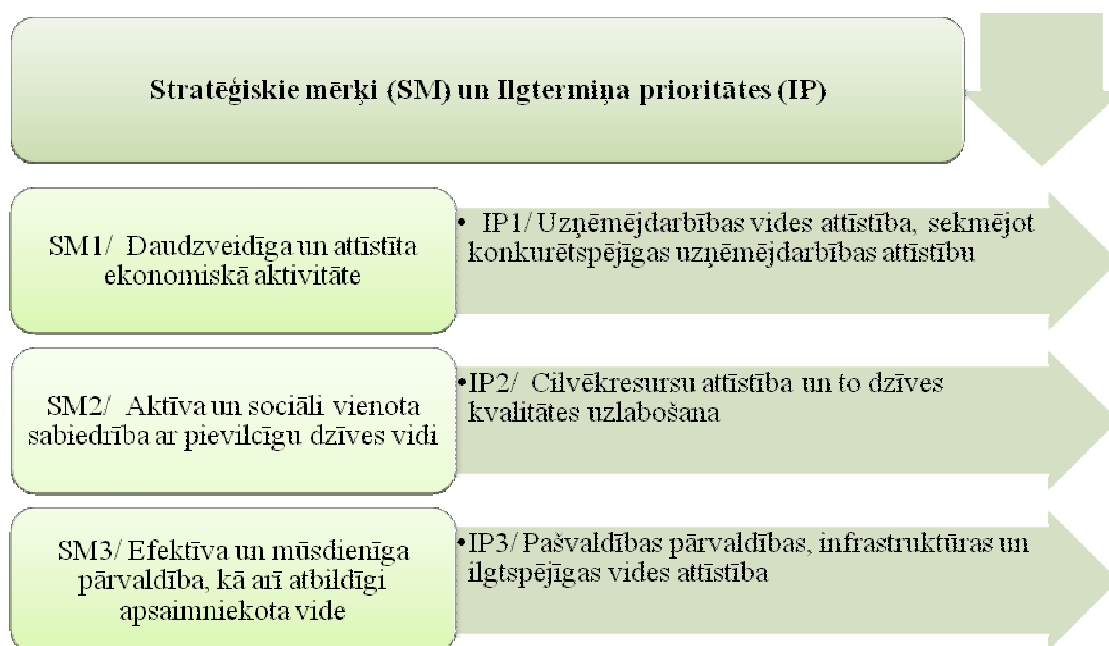 Stratēģiskie mērķi (SM) un Ilgtermiņa prioritātes (IP)
SM1/ Daudzveidīga un attīstīta
ekonomiskā aktivitāte
• IP1/ Uzņēmējdarbības vides attīstība, sekmējot
konkurētspējīgas uzņēmējdarbības attīstību
SM2/ Aktīva un sociāli vienota
sabiedrība ar pievilcīgu dzīves vidi
•IP2/ Cilvēkresursu attīstība un to dzīves
kvalitātes uzlabošana
SM3/ Efektīva un mūsdienīga
pārvaldība, kā arī atbildīgi
apsaimniekota vide
•IP3/ Pašvaldības pārvaldības, infrastruktūras un
ilgtspējīgas vides attīstība